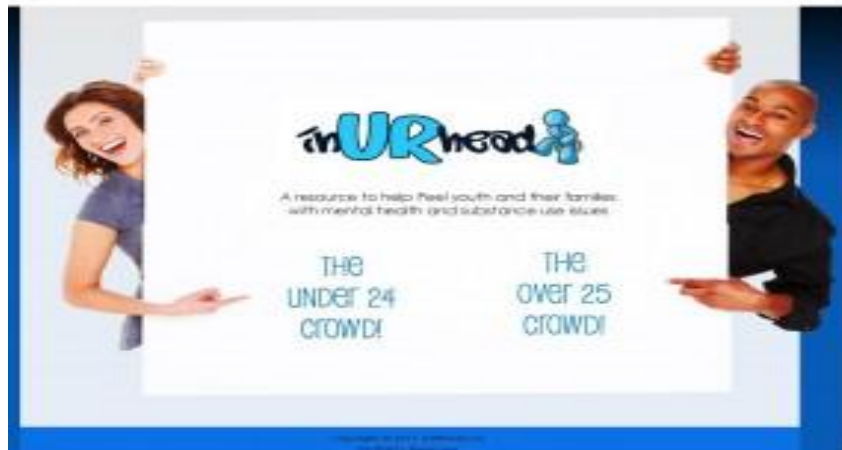 inURhead
A resource to help Peel youth and their families
with mental health and substance use issues
THE
UNDER 24
CROWD!
THE
OVER 25
CROWD!